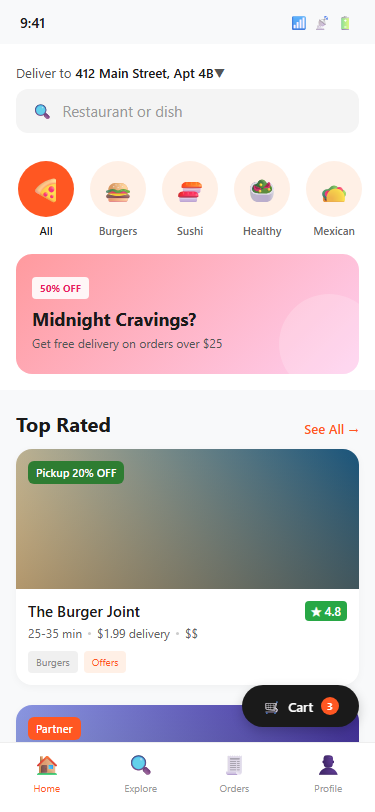 9:41
Deliver to 412 Main Street, Apt 4B▼
Restaurant or dish
All Burgers Sushi Healthy Mexican
50% OFF
Midnight Cravings?
Get free delivery on orders over $25
Top Rated
See All →
Pickup 20% OFF
The Burger Joint
★ 4.8
25-35 min • $1.99 delivery • $$
Burgers Offers
Cart 3
Partner
Home Explore Orders Profile